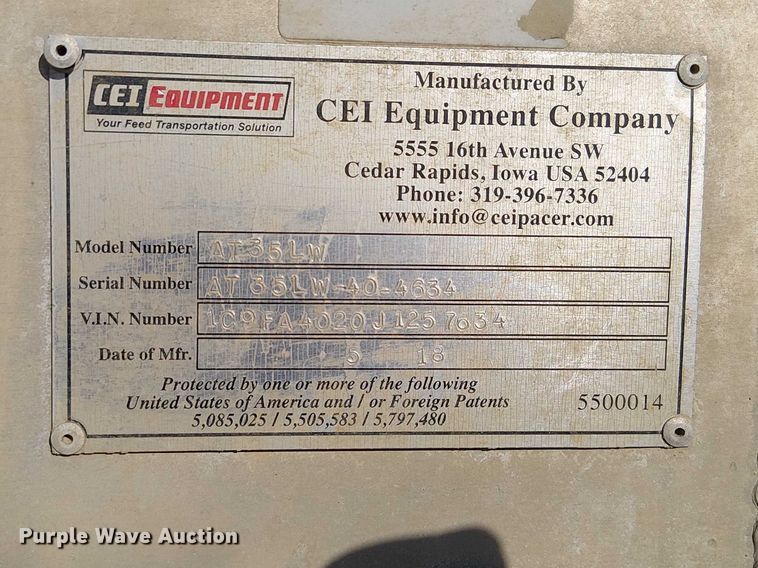 CEI EQUIPMENT
Your Feed Transportation Solution
Manufactured By
CEI Equipment Company
5555 16th Avenue SW
Cedar Rapids, Iowa USA 52404
Phone: 319-396-7336
www.info@ceipacer.com
Model Number AT35LW
Serial Number AT35LW-40-4634
V.I.N. Number 1C9FA4020J1257634
Date of Mfr. 5 18
Protected by one or more of the following
United States of America and / or Foreign Patents 5500014
5,085,025 / 5,505,583 / 5,797,480
Purple Wave Auction